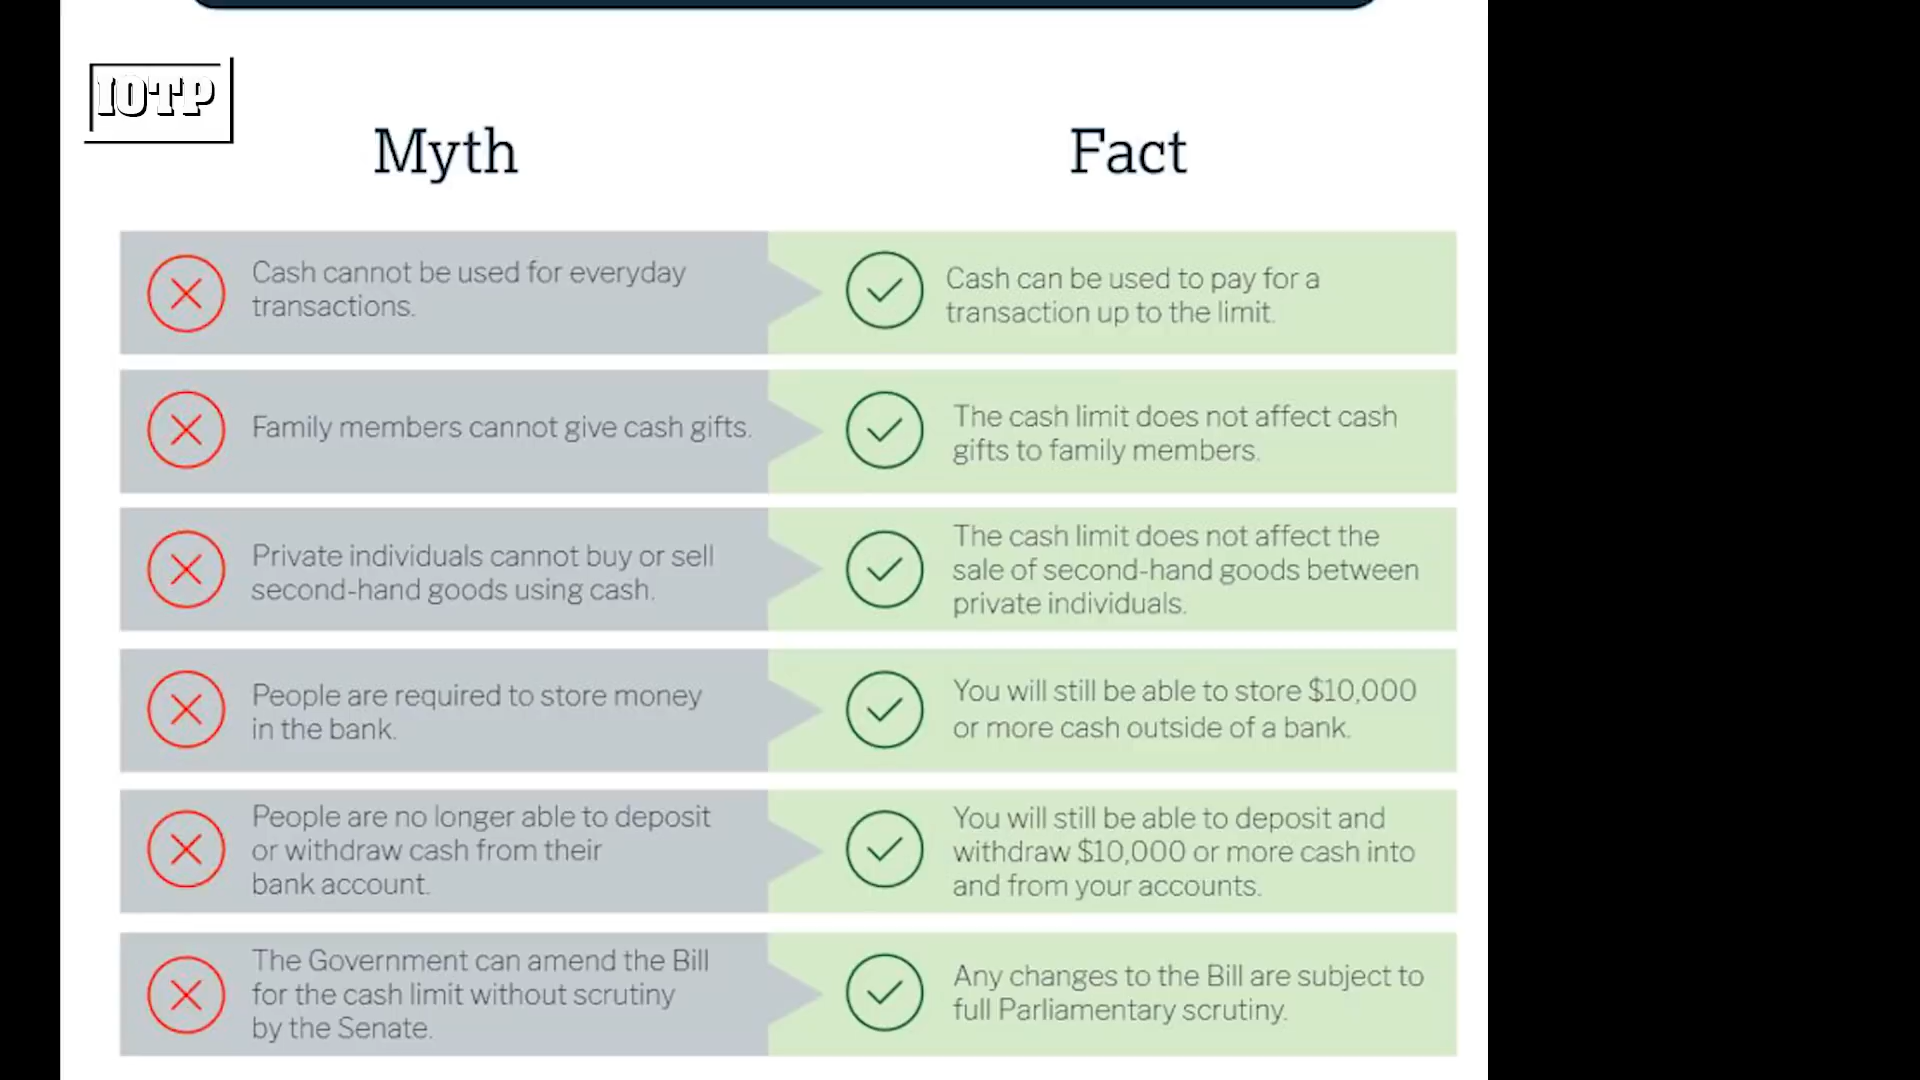 IOTP
Myth
Fact
Cash cannot be used for everyday
transactions.
Cash can be used to pay for a
transaction up to the limit.
Family members cannot give cash gifts.
The cash limit does not affect cash
gifts to family members.
Private individuals cannot buy or sell
second-hand goods using cash.
The cash limit does not affect the
sale of second-hand goods between
private individuals.
People are required to store money
in the bank.
You will still be able to store $10,000
or more cash outside of a bank.
People are no longer able to deposit
or withdraw cash from their
bank account.
You will still be able to deposit and
withdraw $10,000 or more cash into
and from your accounts.
The Government can amend the Bill
for the cash limit without scrutiny
by the Senate.
Any changes to the Bill are subject to
full Parliamentary scrutiny.